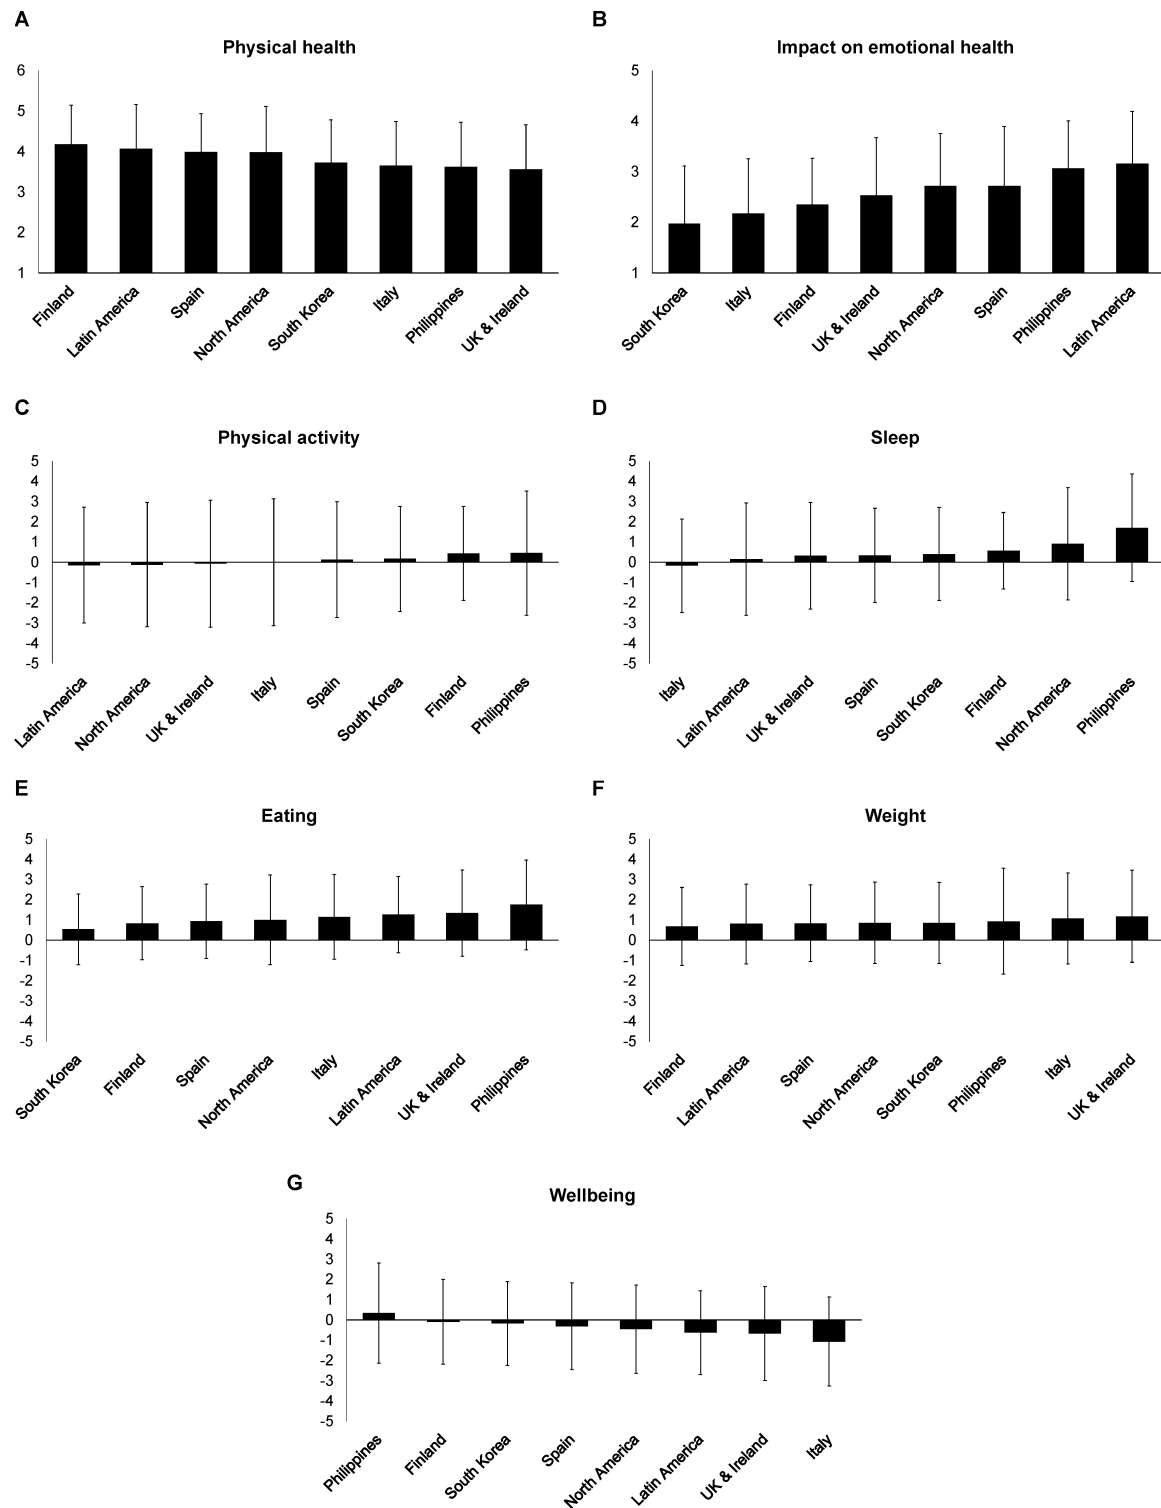 A
Physical health
6
5
4
3
2
1
Finland
Latin America
Spain
North America
South Korea
Italy
Philippines
UK & Ireland
B
Impact on emotional health
5
4
3
2
1
South Korea
Italy
Finland
UK & Ireland
North America
Spain
Philippines
Latin America
C
Physical activity
5
4
3
2
1
0
-1
-2
-3
-4
-5
Latin America
North America
UK & Ireland
Italy
Spain
South Korea
Finland
Philippines
D
Sleep
5
4
3
2
1
0
-1
-2
-3
-4
-5
Italy
Latin America
UK & Ireland
Spain
South Korea
Finland
North America
Philippines
E
Eating
5
4
3
2
1
0
-1
-2
-3
-4
-5
South Korea
Finland
Spain
North America
Italy
Latin America
UK & Ireland
Philippines
F
Weight
5
4
3
2
1
0
-1
-2
-3
-4
-5
Finland
Latin America
Spain
North America
South Korea
Philippines
Italy
UK & Ireland
G
Wellbeing
5
4
3
2
1
0
-1
-2
-3
-4
-5
Philippines
Finland
South Korea
Spain
North America
Latin America
UK & Ireland
Italy